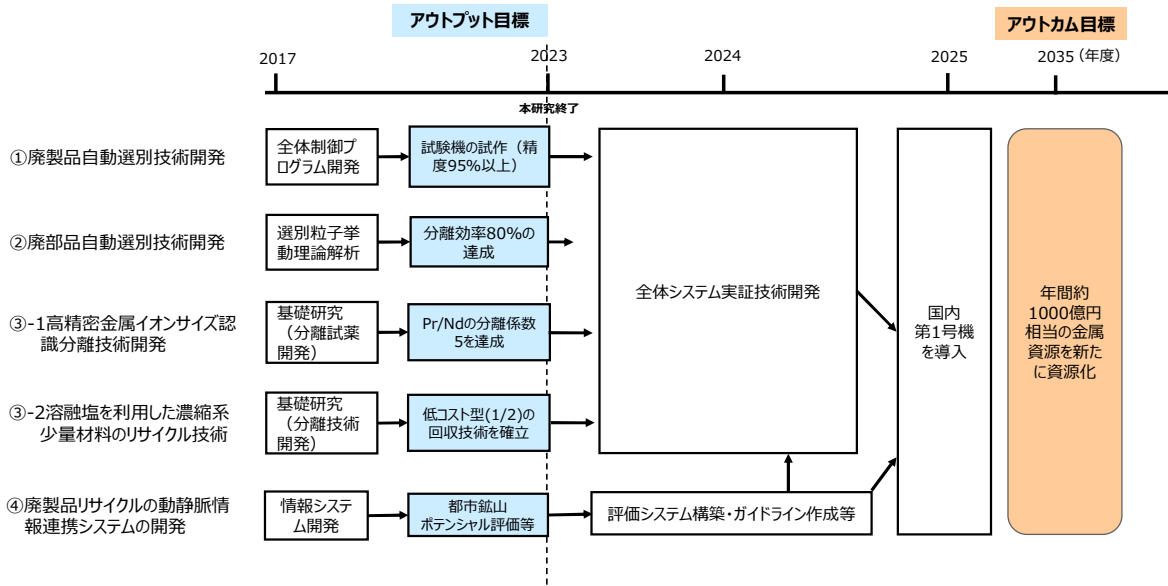 アウトプット目標
アウトカム目標
2017
2023
2024
2025
2035 (年度)
本研究終了
①廃製品自動選別技術開発
全体制御プ
ログラム開発
試験機の試作（精
度95%以上）
②廃部品自動選別技術開発
選別粒子挙
動理論解析
分離効率80%の
達成
③-1高精密金属イオンサイズ認
識分離技術開発
基礎研究
（分離試薬
開発）
Pr/Ndの分離係数
5を達成
③-2溶融塩を利用した濃縮系
少量材料のリサイクル技術
基礎研究
（分離技術
開発）
低コスト型(1/2)の
回収技術を確立
④廃製品リサイクルの動静脈情
報連携システムの開発
情報システ
ム開発
都市鉱山
ポテンシャル評価等
評価システム構築・ガイドライン作成等
全体システム実証技術開発
国内
第1号機
を導入
年間約
1000億円
相当の金属
資源を新た
に資源化